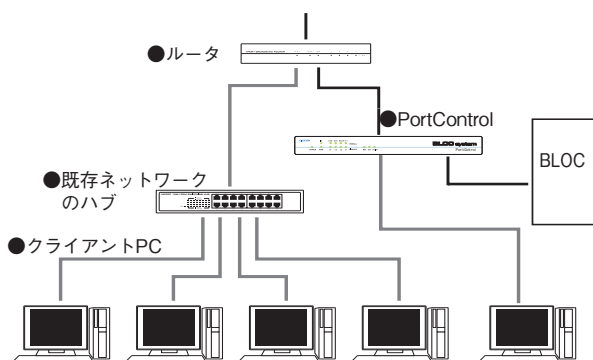 ●ルータ
●PortControl
BLOC system
PortControl
BLOC
●既存ネットワーク
のハブ
●クライアントPC